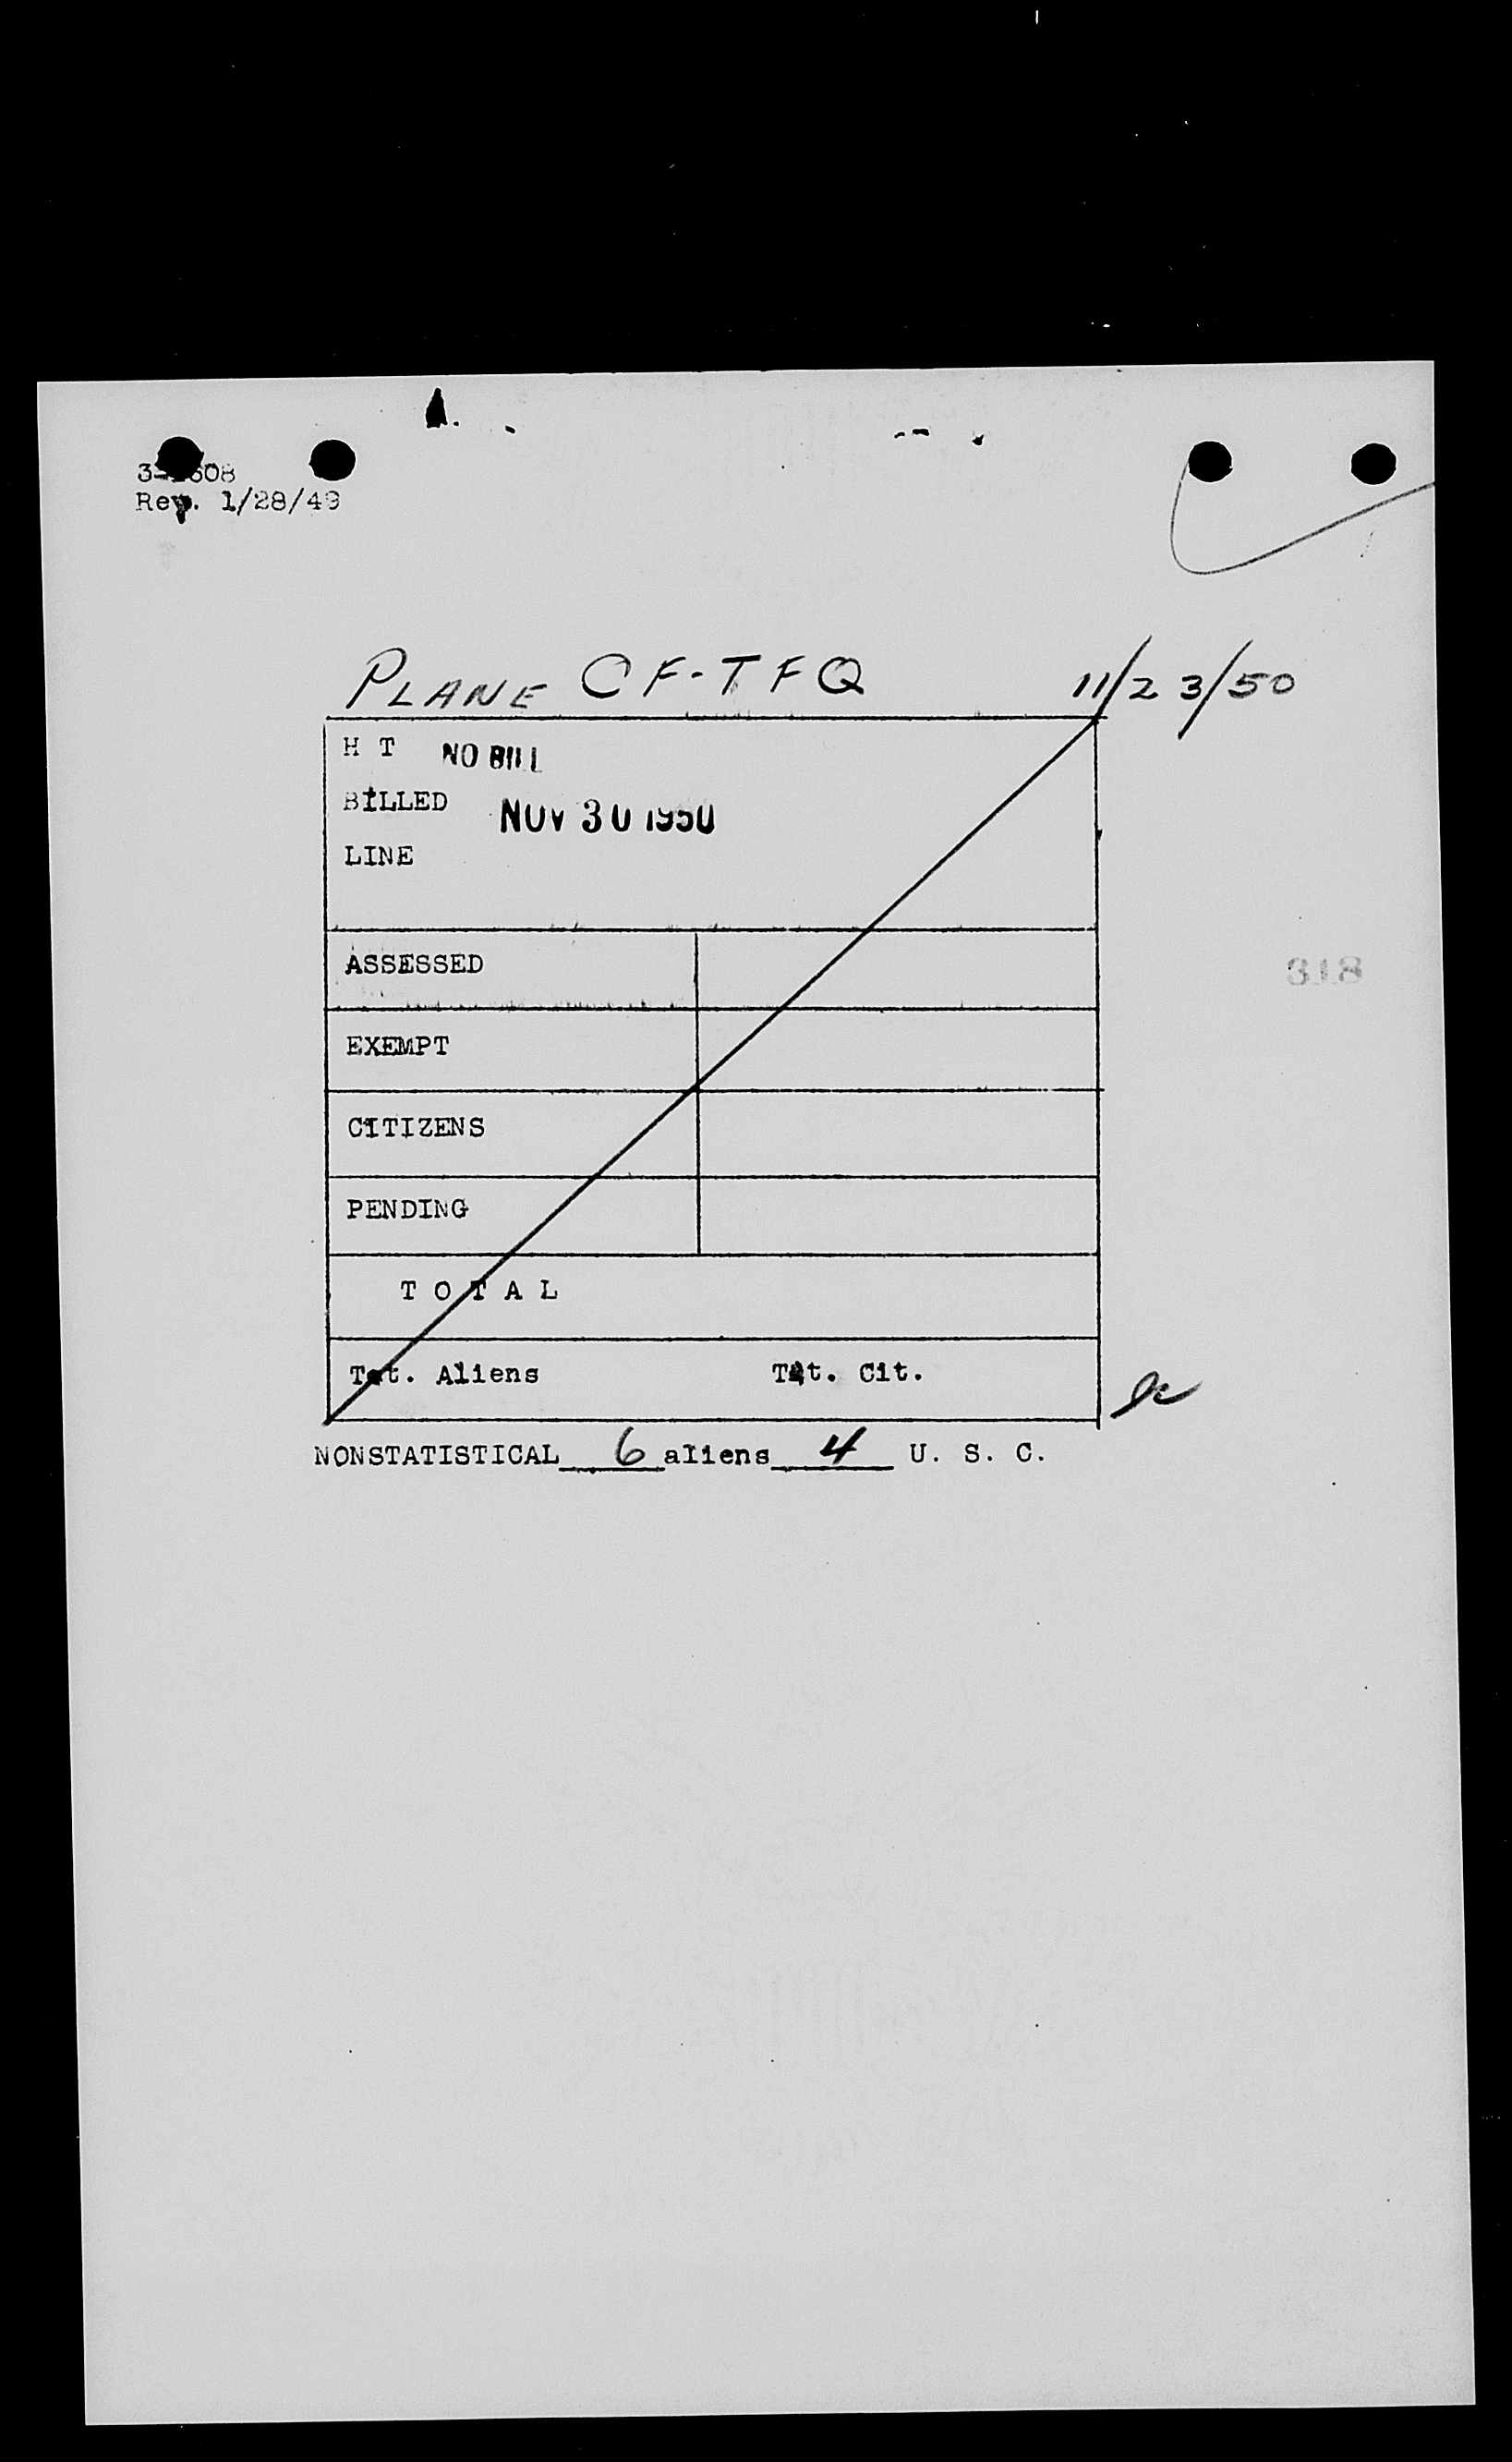 Rev. 1/28/49
PLANE CF-TFQ 11/23/50
H T NO BILL
BILLED NOV 30 1950
LINE
ASSESSED
318
EXEMPT
CITIZENS
PENDING
T O T A L
Tot. Aliens Tot. Cit.
NONSTATISTICAL 6 aliens 4 U. S. C.